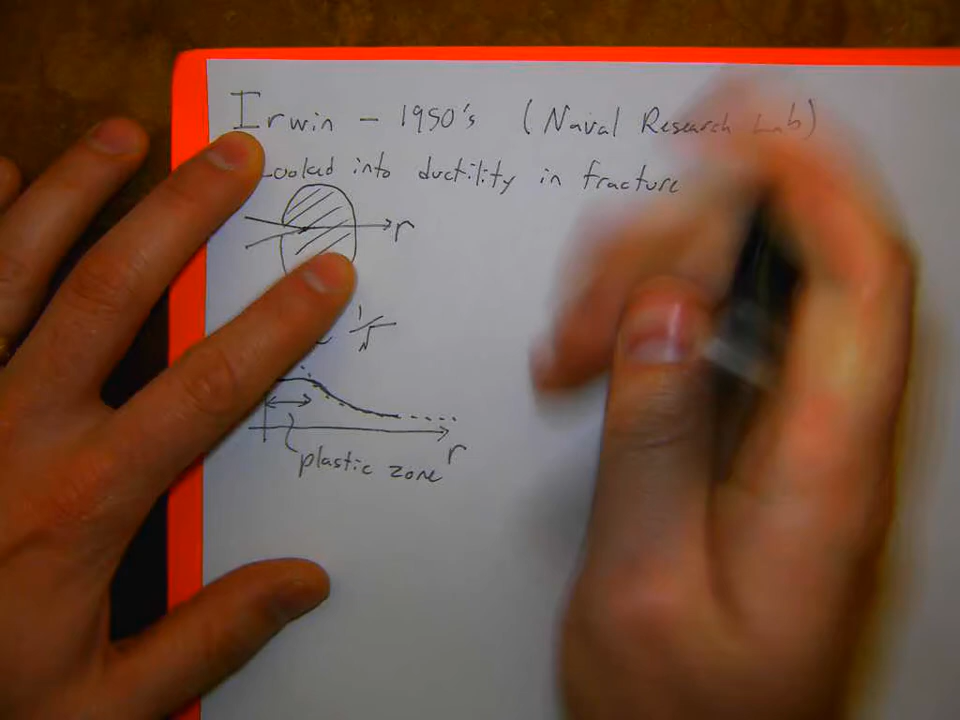 Irwin - 1950's (Naval Research Lab)
Looked into ductility in fracture
r
r
plastic zone